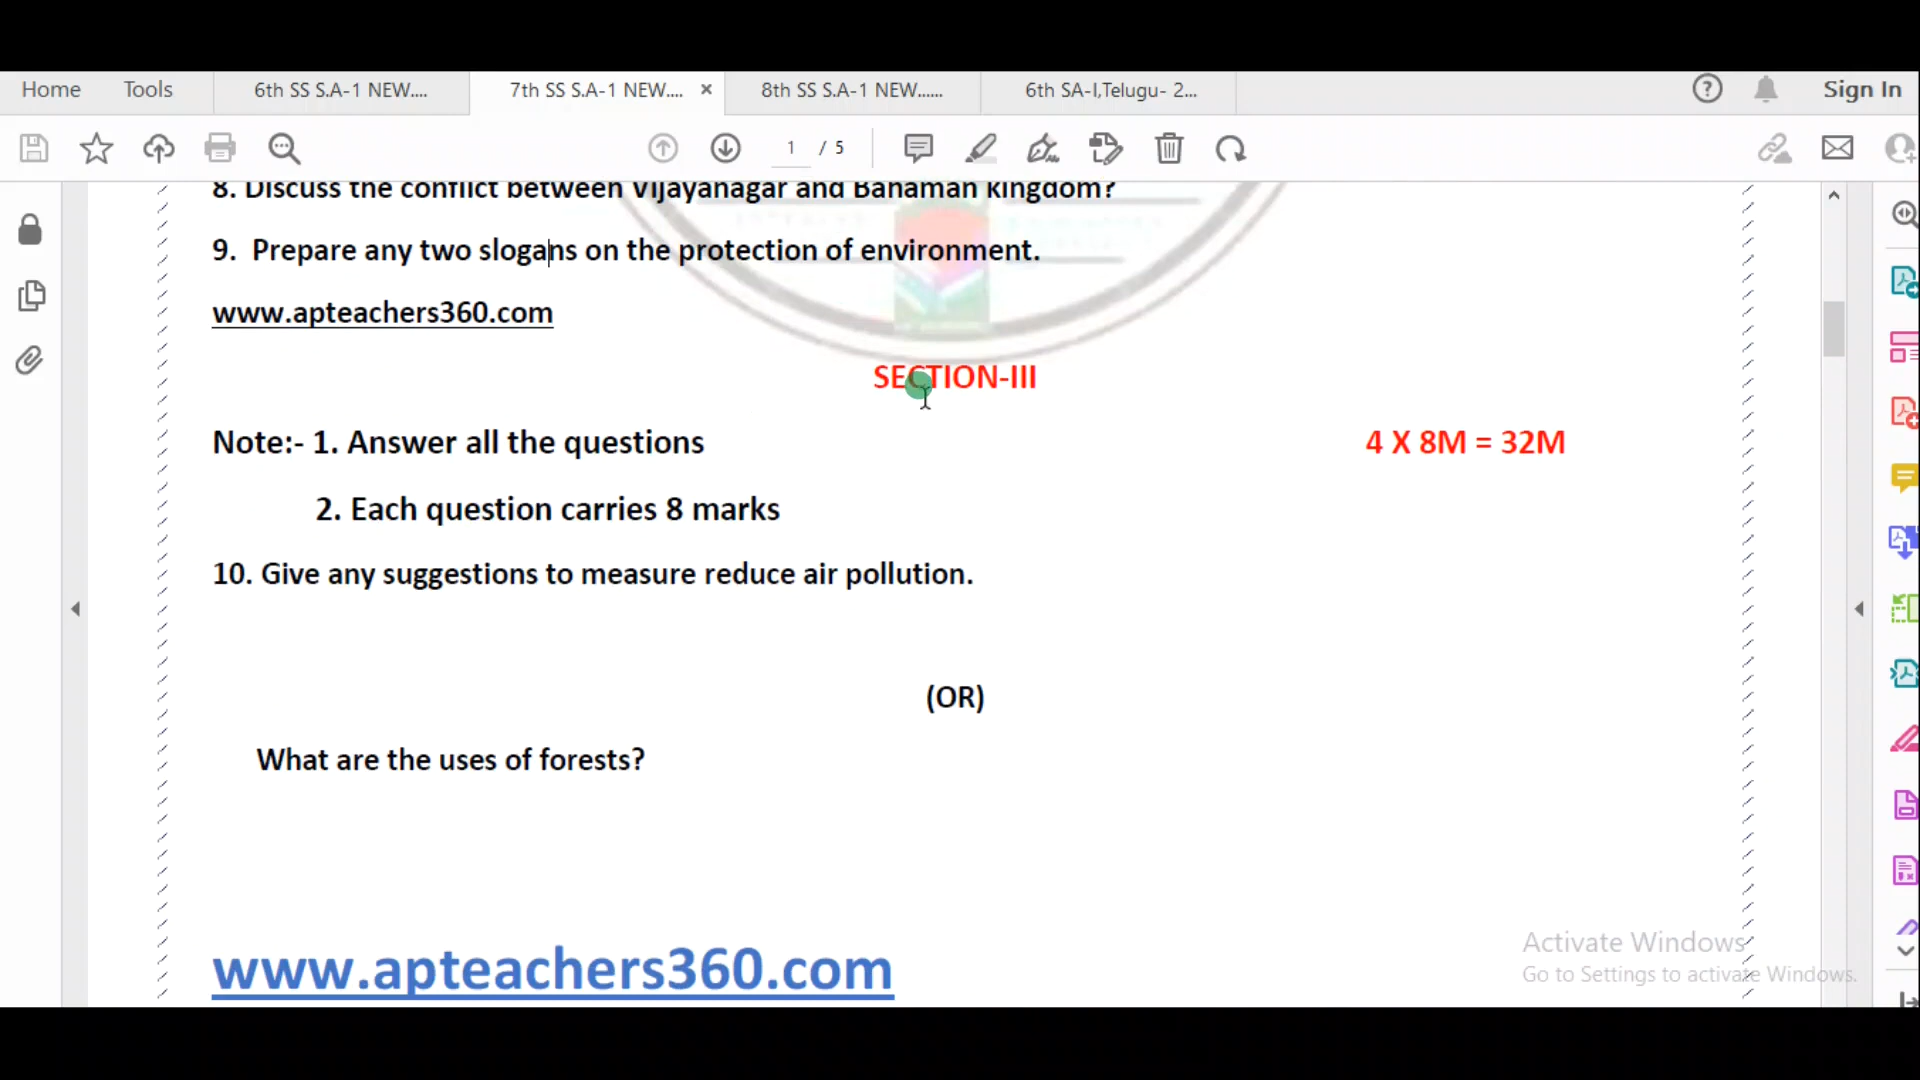 Home Tools 6th SS S.A-1 NEW.... 7th SS S.A-1 NEW.... × 8th SS S.A-1 NEW...... 6th SA-I,Telugu- 2... Sign In
1 / 5
8. Discuss the conflict between Vijayanagar and Bahaman kingdom?
9. Prepare any two slogans on the protection of environment.
www.apteachers360.com
SECTION-III
Note:- 1. Answer all the questions 4 X 8M = 32M
2. Each question carries 8 marks
10. Give any suggestions to measure reduce air pollution.
(OR)
What are the uses of forests?
www.apteachers360.com
Activate Windows
Go to Settings to activate Windows.